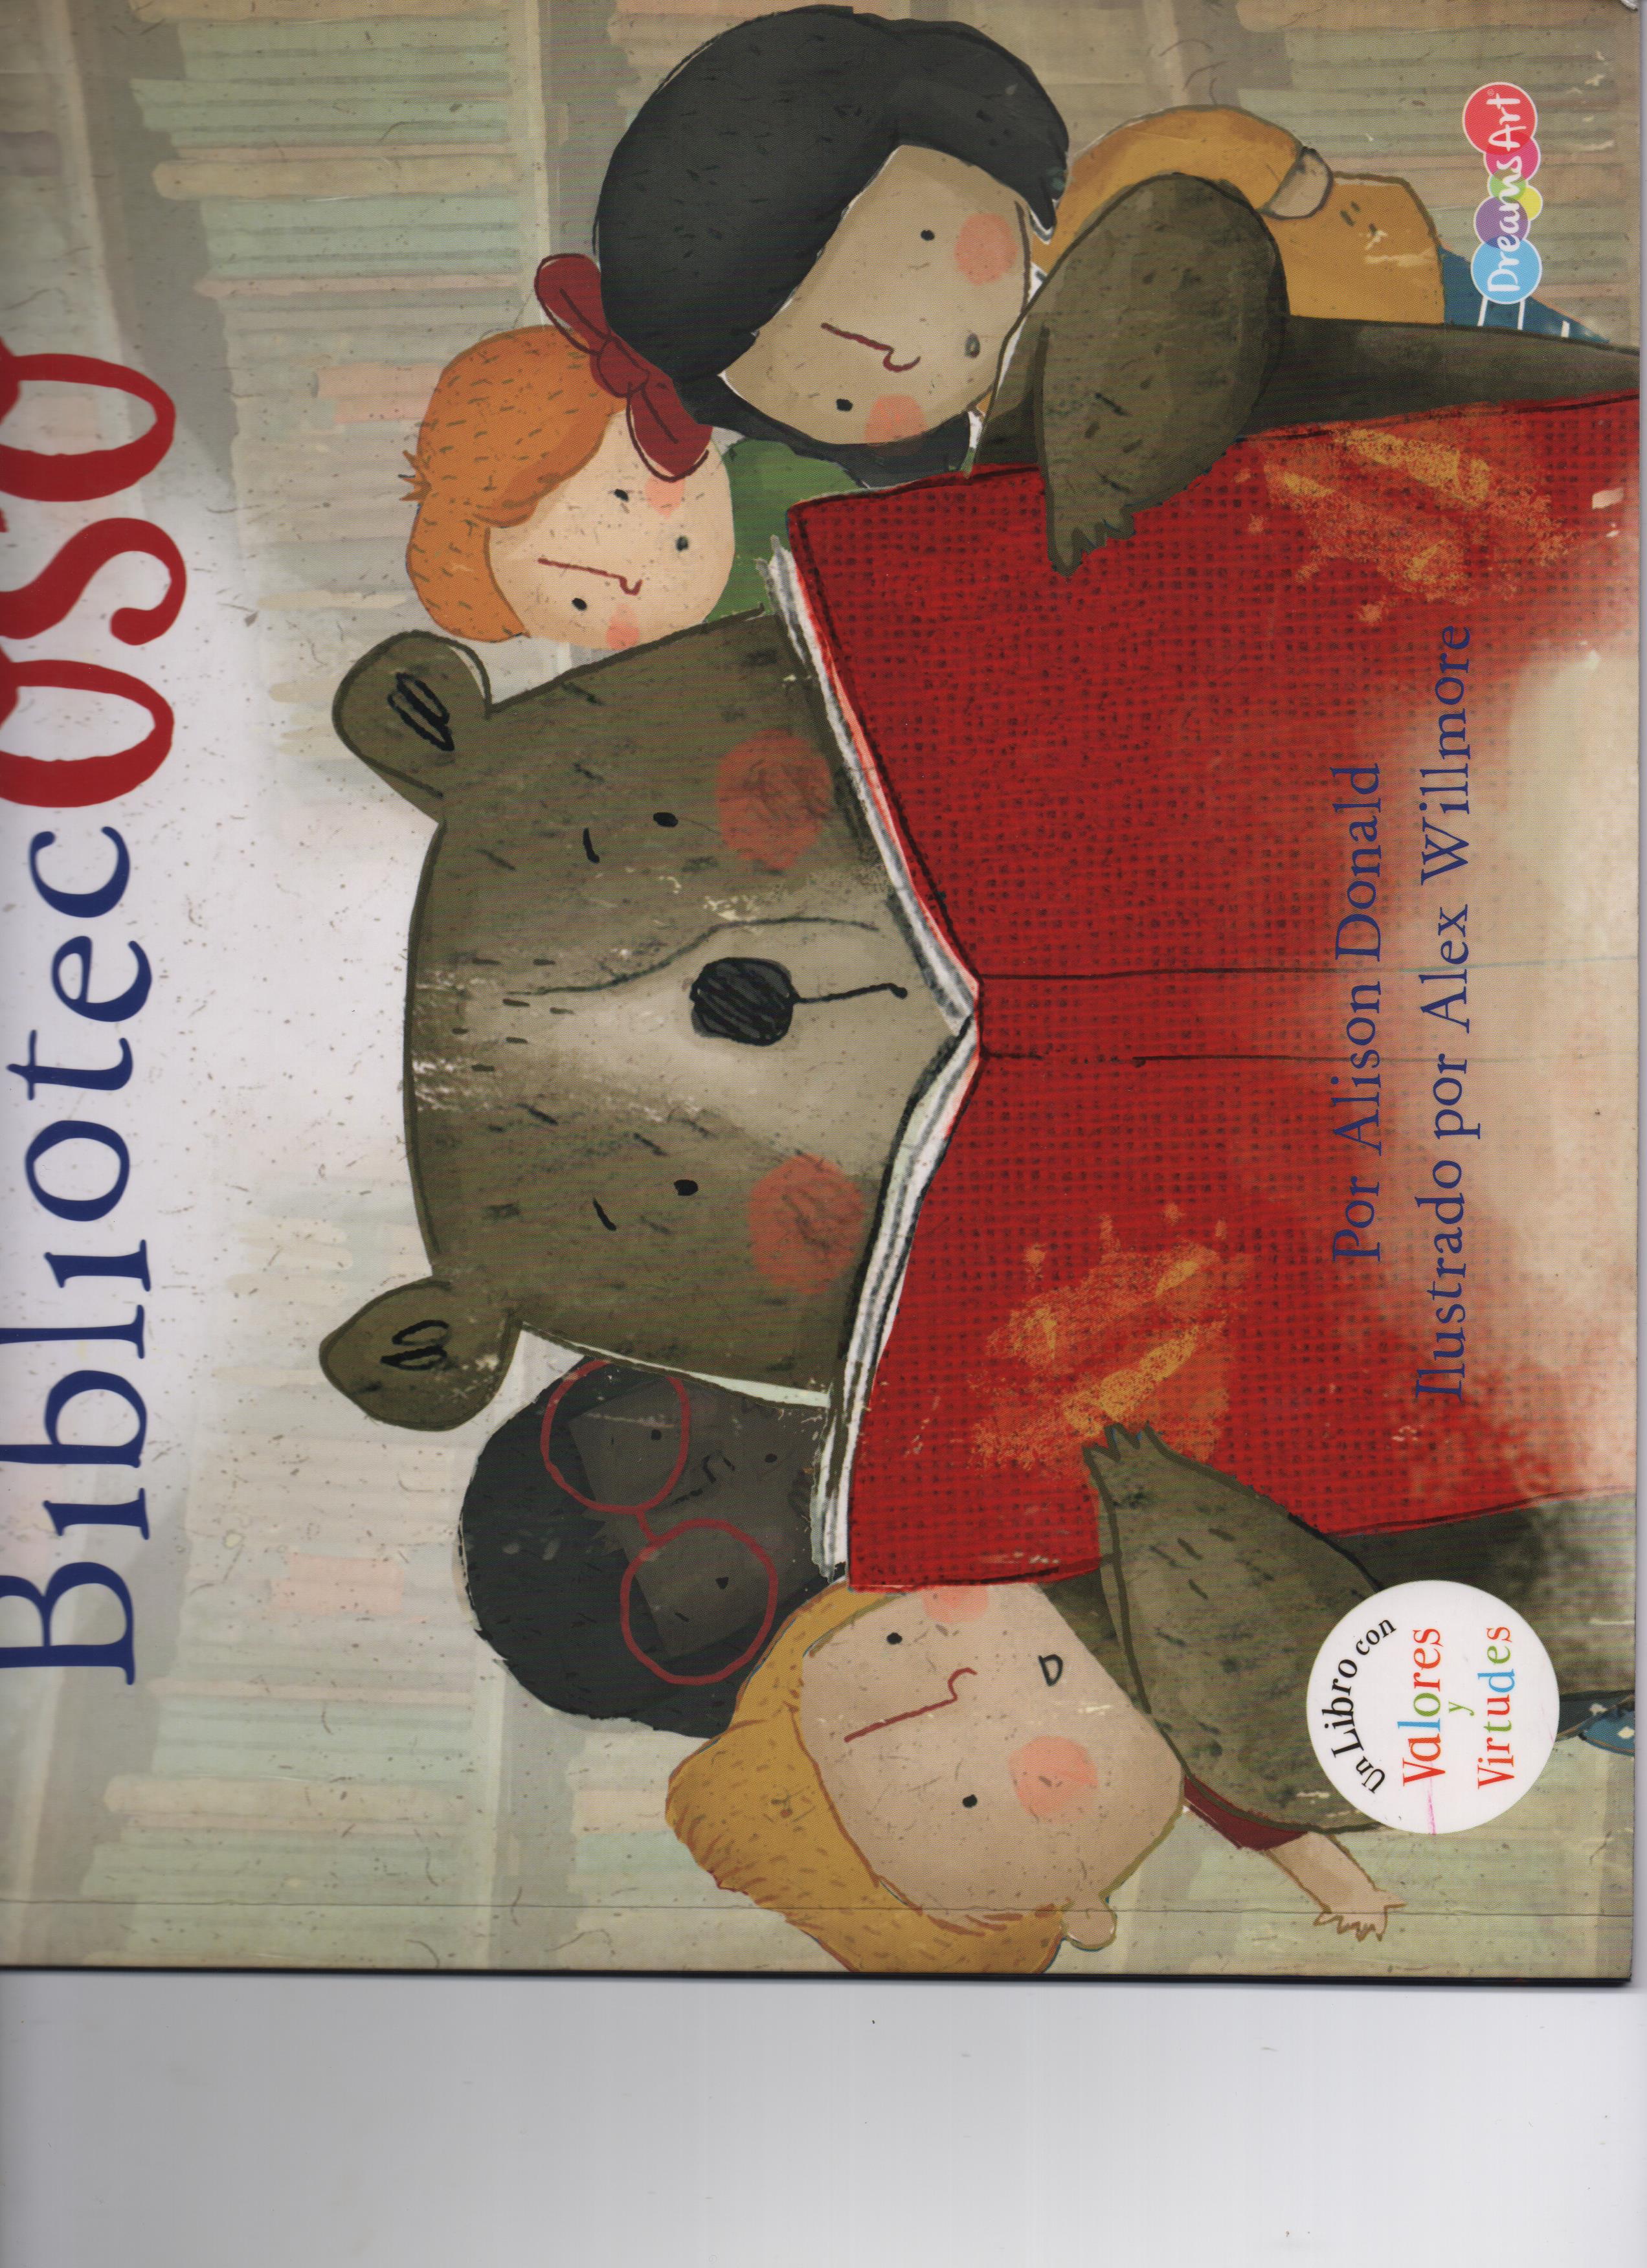 BibliotecOSO
Por Alison Donald
Ilustrado por Alex Willmore
Un Libro con
Valores
y
Virtudes
DreamsArt